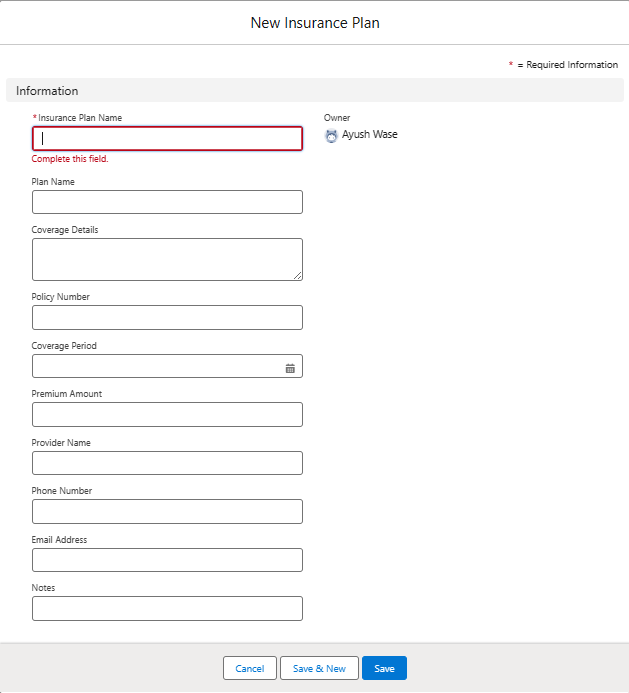 New Insurance Plan
* = Required Information
Information
*Insurance Plan Name
Complete this field.
Owner
Ayush Wase
Plan Name
Coverage Details
Policy Number
Coverage Period
Premium Amount
Provider Name
Phone Number
Email Address
Notes
Cancel
Save & New
Save